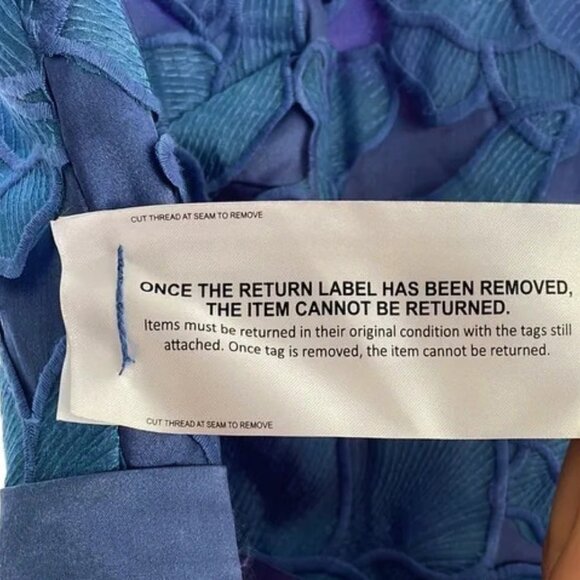 CUT THREAD AT SEAM TO REMOVE
ONCE THE RETURN LABEL HAS BEEN REMOVED,
THE ITEM CANNOT BE RETURNED.
Items must be returned in their original condition with the tags still
attached. Once tag is removed, the item cannot be returned.
CUT THREAD AT SEAM TO REMOVE